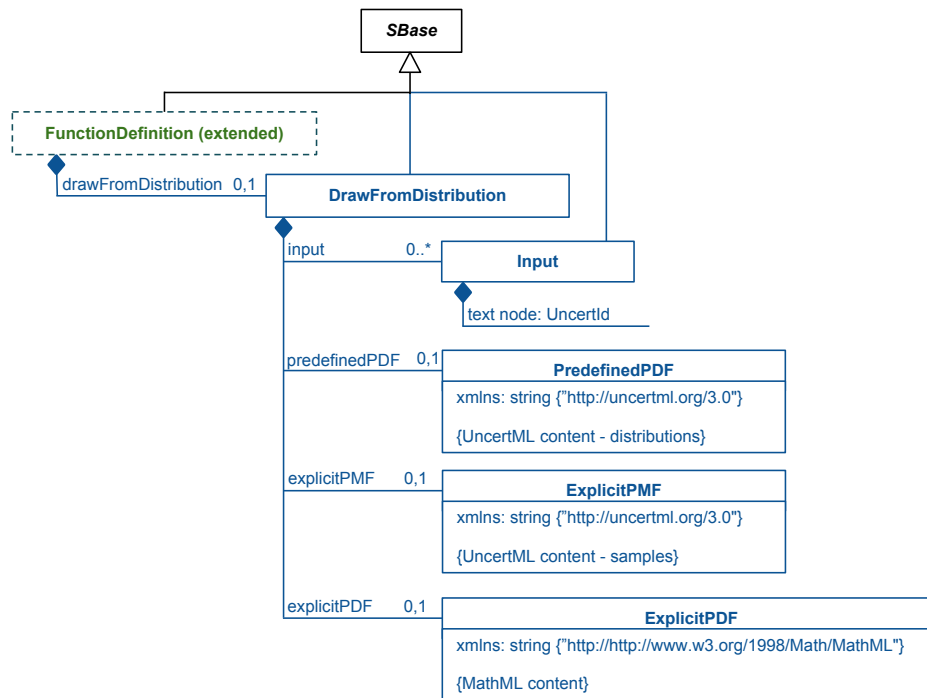 SBase
FunctionDefinition (extended)
drawFromDistribution 0,1
DrawFromDistribution
input 0..*
Input
text node: UncertId
predefinedPDF 0,1
PredefinedPDF
xmlns: string {"http://uncertml.org/3.0"}
{UncertML content - distributions}
explicitPMF 0,1
ExplicitPMF
xmlns: string {"http://uncertml.org/3.0"}
{UncertML content - samples}
explicitPDF 0,1
ExplicitPDF
xmlns: string {"http://http://www.w3.org/1998/Math/MathML"}
{MathML content}